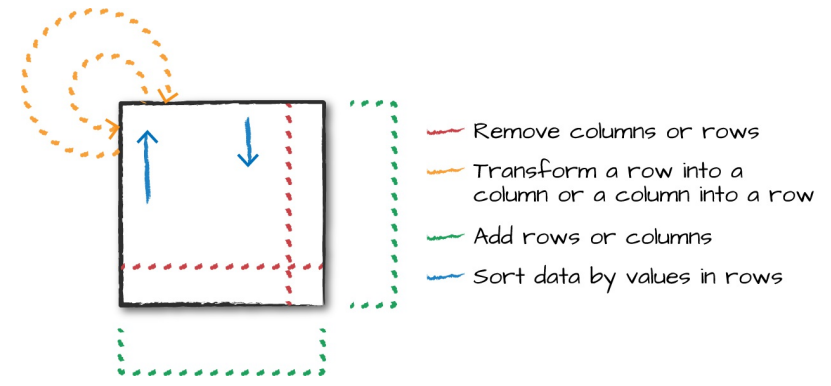 Remove columns or rows
Transform a row into a
column or a column into a row
Add rows or columns
Sort data by values in rows